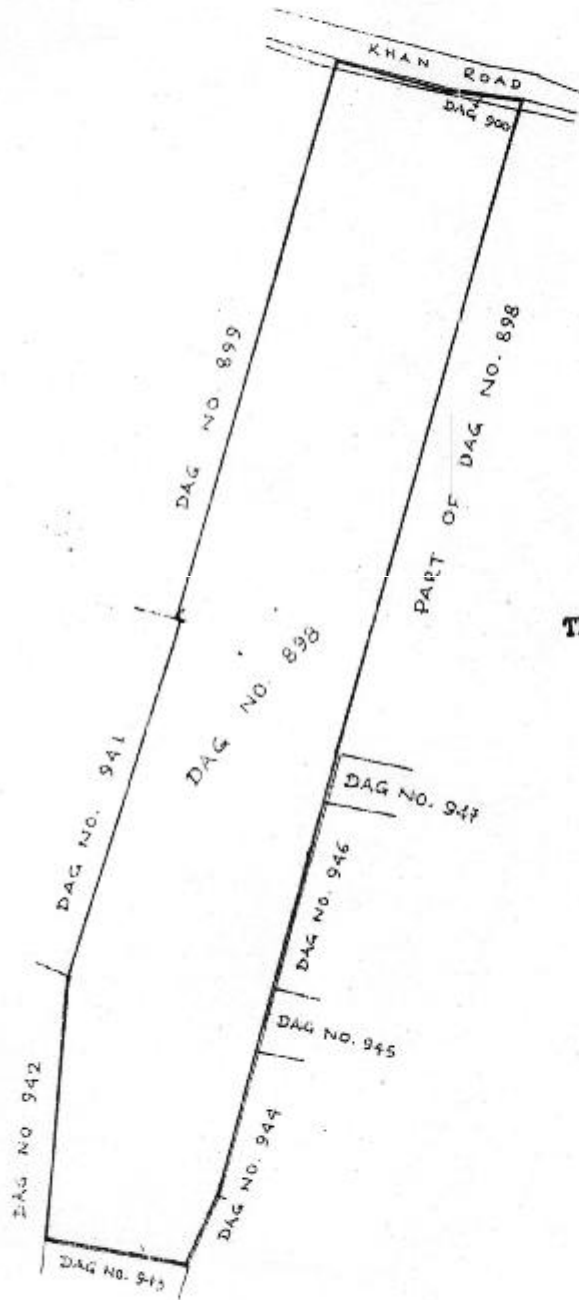 KHAN ROAD
DAG 900
DAG NO. 899
PART OF DAG NO. 898
DAG NO. 898
DAG NO. 941
DAG NO. 947
DAG NO. 946
DAG NO. 945
DAG NO 942
DAG NO. 944
DAG NO.